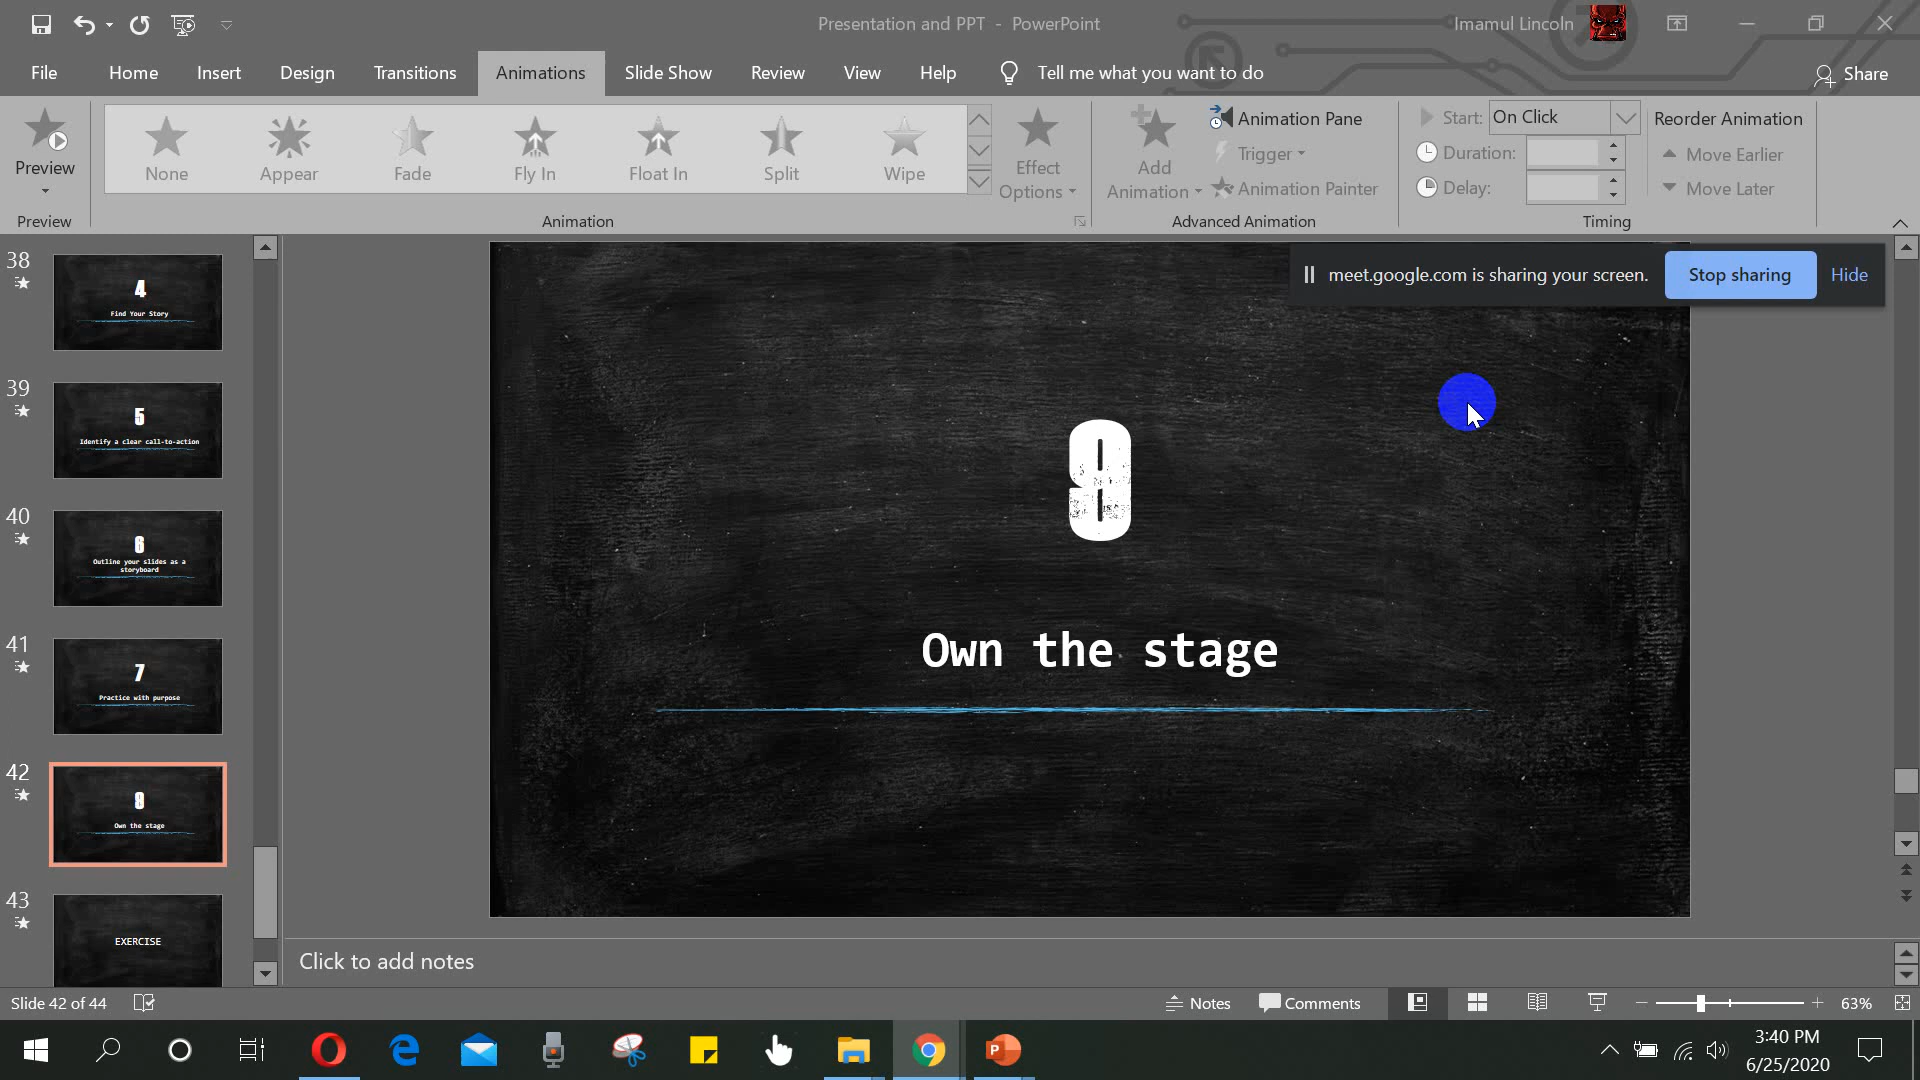 Presentation and PPT - PowerPoint
Imamul Lincoln
File Home Insert Design Transitions Animations Slide Show Review View Help Tell me what you want to do Share
Preview
None Appear Fade Fly In Float In Split Wipe
Effect Options
Add Animation
Animation Pane
Trigger
Animation Painter
Start: On Click
Duration:
Delay:
Reorder Animation
Move Earlier
Move Later
Preview Animation Advanced Animation Timing
meet.google.com is sharing your screen. Stop sharing Hide
38
4
Find Your Story
39
5
Identify a clear call-to-action
40
6
Outline your slides as a
storyboard
41
7
Practice with purpose
42
8
Own the stage
43
EXERCISE
8
Own the stage
Click to add notes
Slide 42 of 44 Notes Comments 63%
3:40 PM
6/25/2020